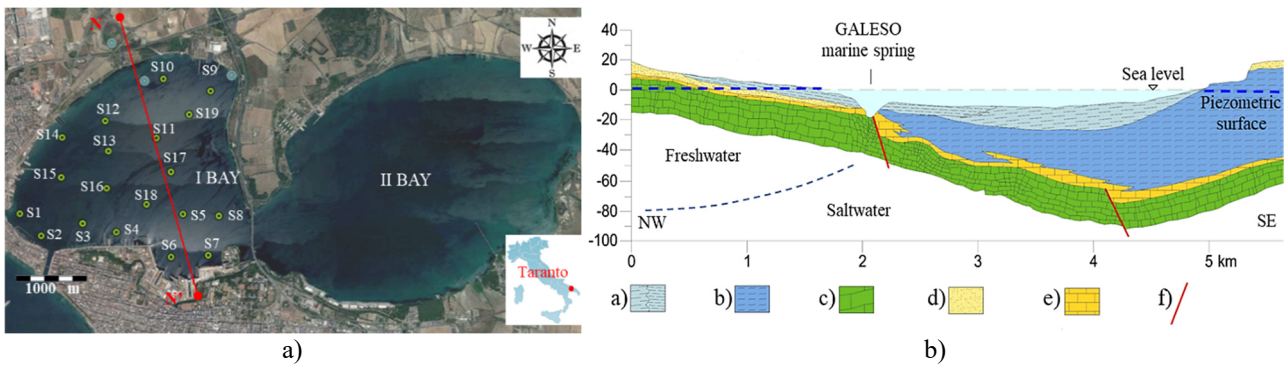 N
N
W E
S
S10
S9
S12
S19
S14
S13
S11
S17
S15
S16
I BAY
II BAY
S18
S1
S5
S8
S2
S3
S4
S6
S7
N'
1000 m
Taranto
a)
GALESO
marine spring
Sea level
Piezometric
surface
40
20
0
-20
-40
-60
-80
-100
Freshwater
Saltwater
NW
SE
0 1 2 3 4 5 km
a) b) c) d) e) f)
b)